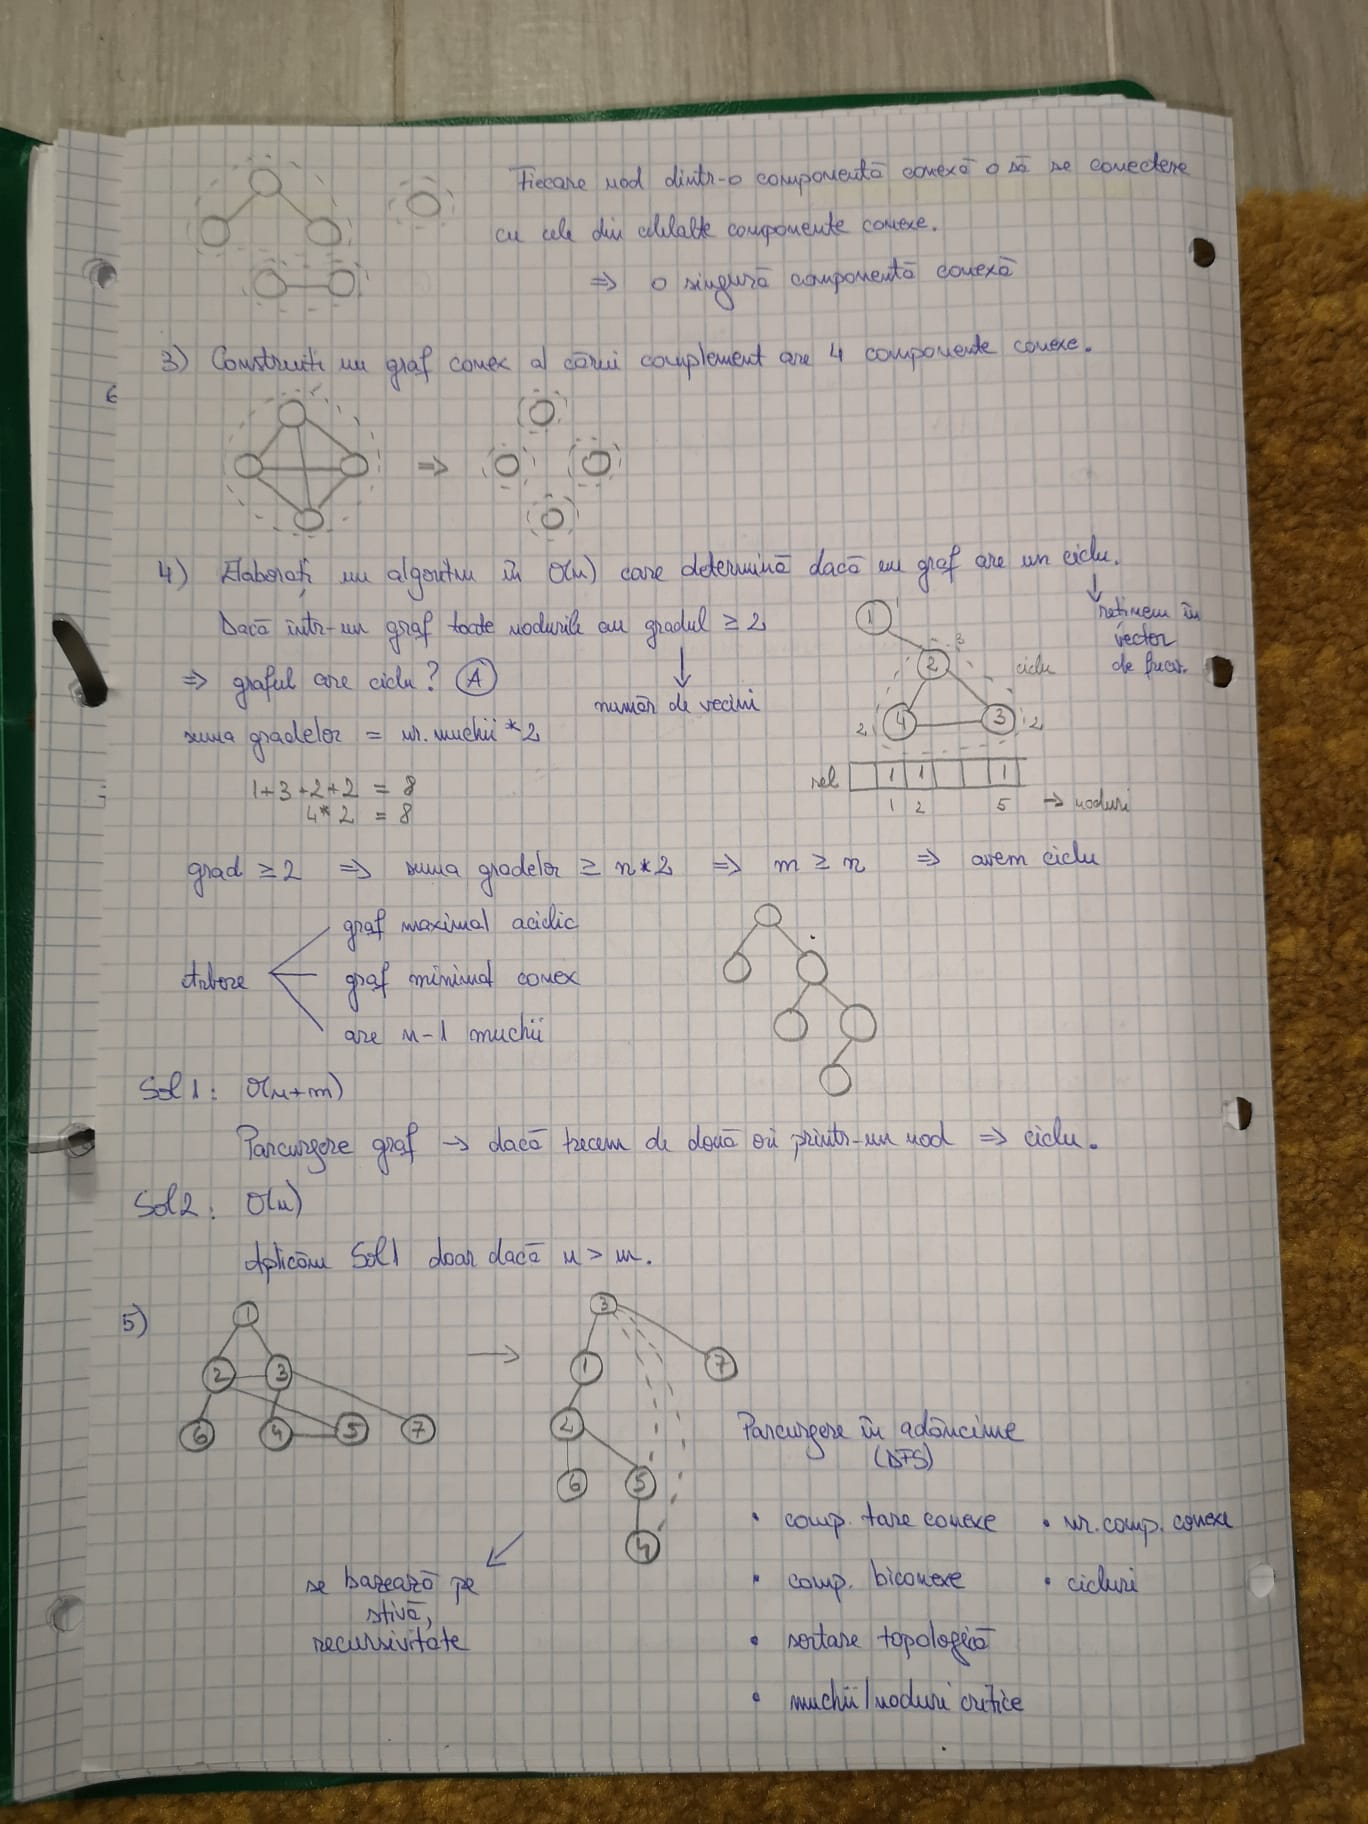 Fiecare nod dintr-o componentă conexă o să se conecteze
cu cele din celelalte componente conexe.
⇒ o singură componentă conexă
3) Construiți un graf conex al cărui complement are 4 componente conexe.
6
⇒
4) Elaborați un algoritm în O(n) care determină dacă un graf are un ciclu.
Dacă într-un graf toate nodurile au gradul ≥ 2
⇒ graful are ciclu? A
număr de vecini
reținem în
vector
de frecv.
1 1
2 3
ciclu
4 2
3 2
suma gradelor = nr. muchii * 2
1+3+2+2 = 8
4*2 = 8
sel 1 1 1
1 2 5 → noduri
grad ≥ 2 ⇒ suma gradelor ≥ n*2 ⇒ m ≥ n ⇒ avem ciclu
graf maximal aciclic
Arbore graf minimal conex
are n-1 muchii
Sol 1: O(n+m)
Parcurgere graf → dacă trecem de două ori printr-un nod ⇒ ciclu.
Sol 2: O(n)
Aplicăm Sol 1 doar dacă n > m.
5)
1
2 3
6 4 5 7
→
3
1 7
2
6 5
4
Parcurgere în adâncime
(DFS)
• comp. tare conexe • nr. comp. conexe
• comp. biconexe • cicluri
• sortare topologică
• muchii/noduri critice
se bazează pe
stivă,
recursivitate